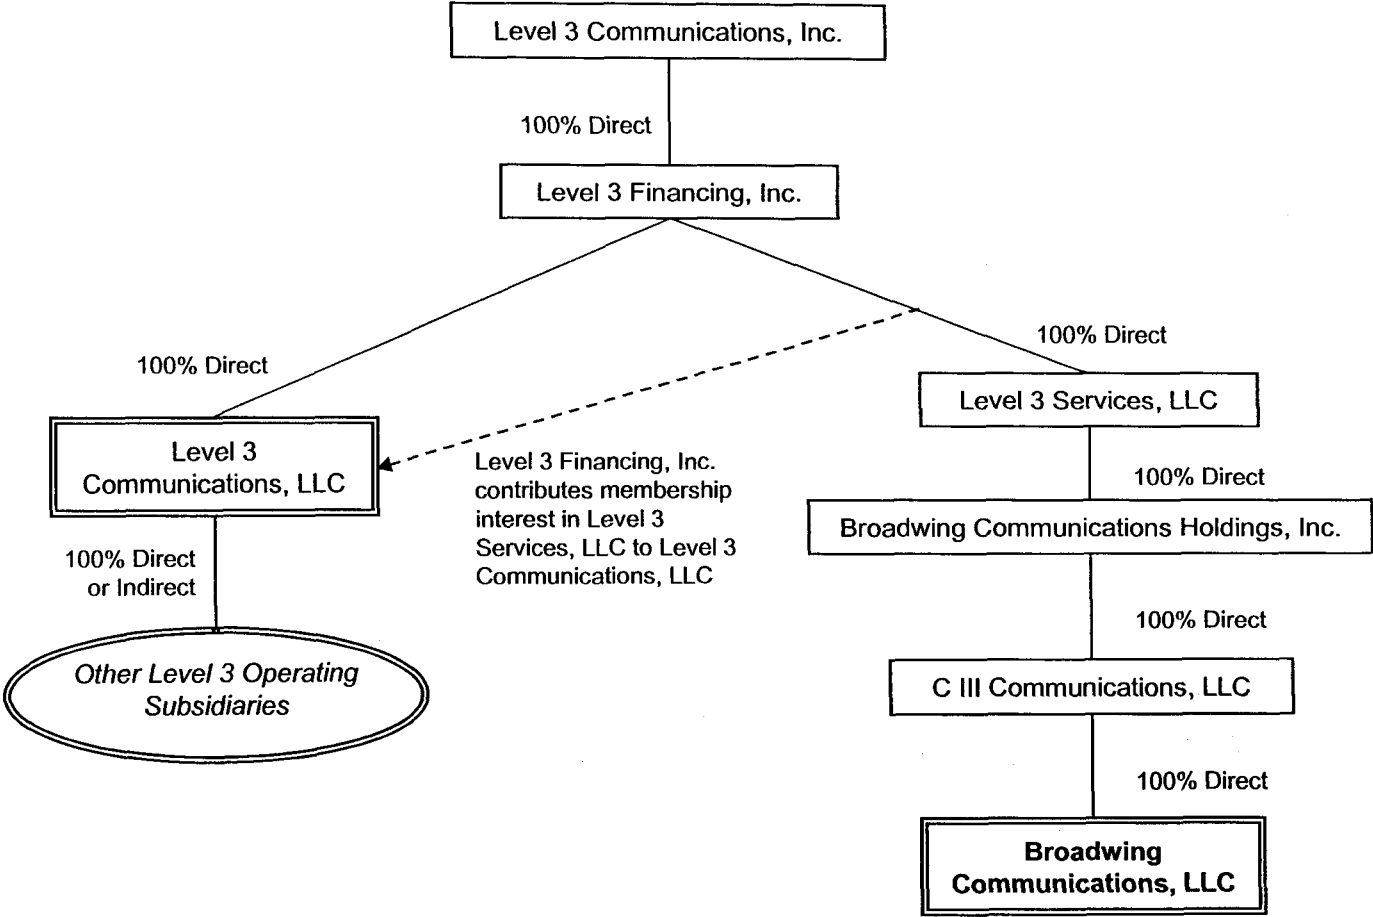 Level 3 Communications, Inc.
100% Direct
Level 3 Financing, Inc.
100% Direct
100% Direct
Level 3
Communications, LLC
100% Direct
or Indirect
Other Level 3 Operating
Subsidiaries
Level 3 Financing, Inc.
contributes membership
interest in Level 3
Services, LLC to Level 3
Communications, LLC
Level 3 Services, LLC
100% Direct
Broadwing Communications Holdings, Inc.
100% Direct
C III Communications, LLC
100% Direct
Broadwing
Communications, LLC